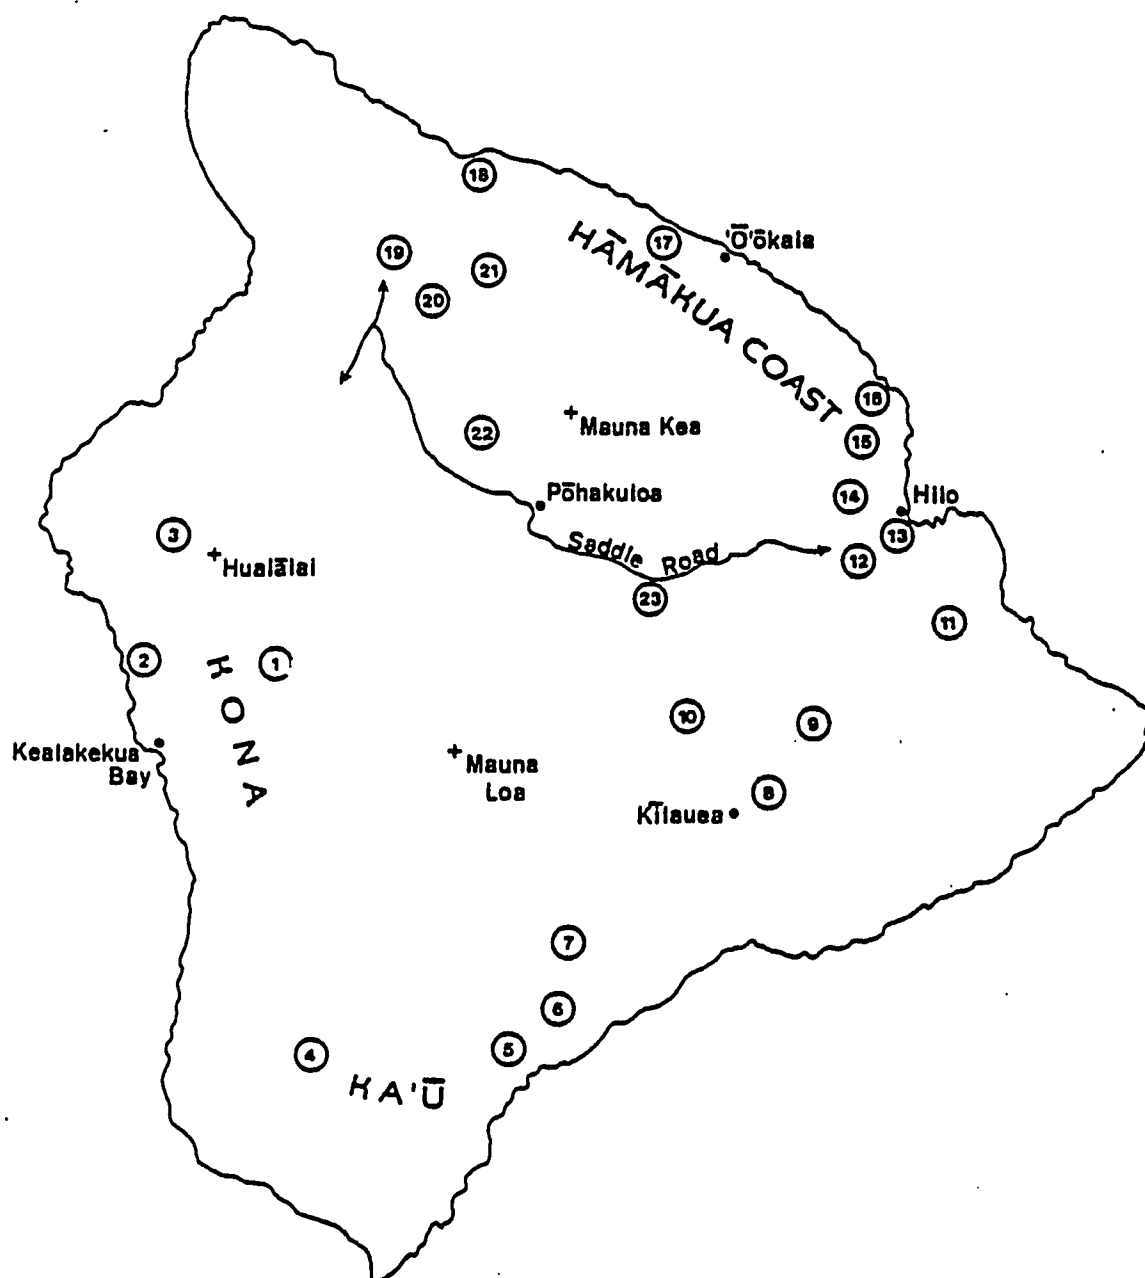 18
17
'Ō'ōkala
19
21
20
HĀMĀKUA COAST
16
+ Mauna Kea
22
15
Pōhakuloa
14
Hilo
3
13
+ Hualālai
Saddle Road
12
23
11
2
1
KONA
10
9
Kealakekua
Bay
+ Mauna
Loa
8
Kīlauea
7
6
5
4
KA'Ū